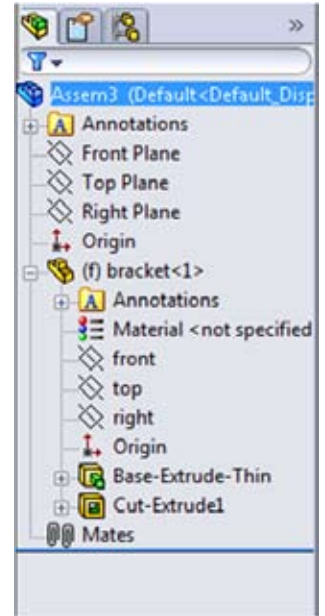 »
Assem3 (Default<Default_Disp
A Annotations
Front Plane
Top Plane
Right Plane
Origin
(f) bracket<1>
A Annotations
Material <not specified
front
top
right
Origin
Base-Extrude-Thin
Cut-Extrude1
Mates